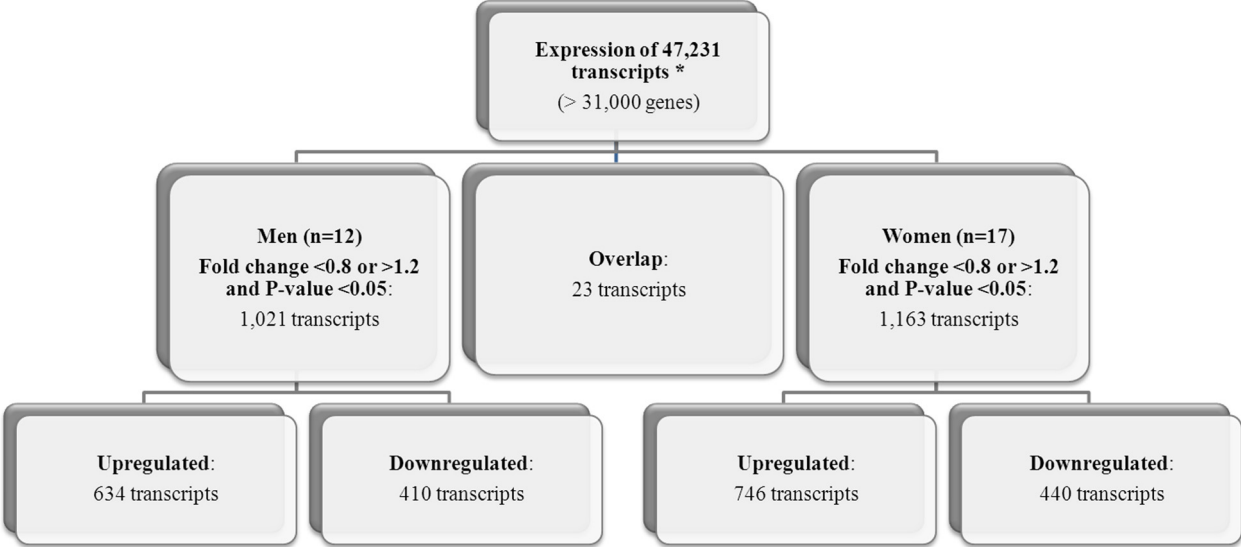 Expression of 47,231
transcripts *
(> 31,000 genes)
Men (n=12)
Fold change <0.8 or >1.2
and P-value <0.05:
1,021 transcripts
Overlap:
23 transcripts
Women (n=17)
Fold change <0.8 or >1.2
and P-value <0.05:
1,163 transcripts
Upregulated:
634 transcripts
Downregulated:
410 transcripts
Upregulated:
746 transcripts
Downregulated:
440 transcripts